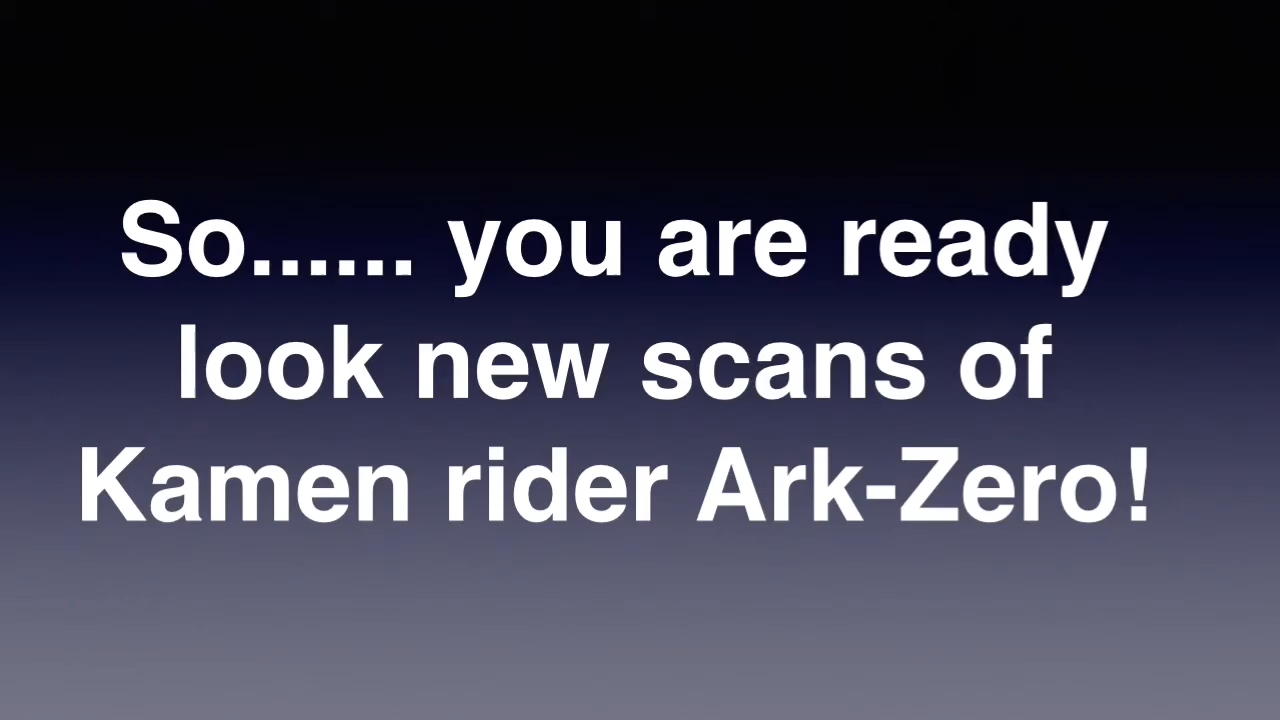 So...... you are ready
look new scans of
Kamen rider Ark-Zero!